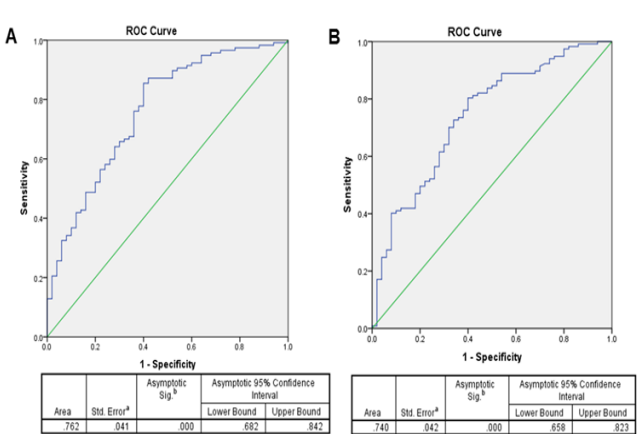 A
ROC Curve
1.0
0.8
0.6
0.4
0.2
0.0
Sensitivity
0.0 0.2 0.4 0.6 0.8 1.0
1 - Specificity
Area Std. Errorᵃ Asymptotic Sig.ᵇ Asymptotic 95% Confidence Interval
Lower Bound Upper Bound
.762 .041 .000 .682 .842
B
ROC Curve
1.0
0.8
0.6
0.4
0.2
0.0
Sensitivity
0.0 0.2 0.4 0.6 0.8 1.0
1 - Specificity
Area Std. Errorᵃ Asymptotic Sig.ᵇ Asymptotic 95% Confidence Interval
Lower Bound Upper Bound
.740 .042 .000 .658 .823